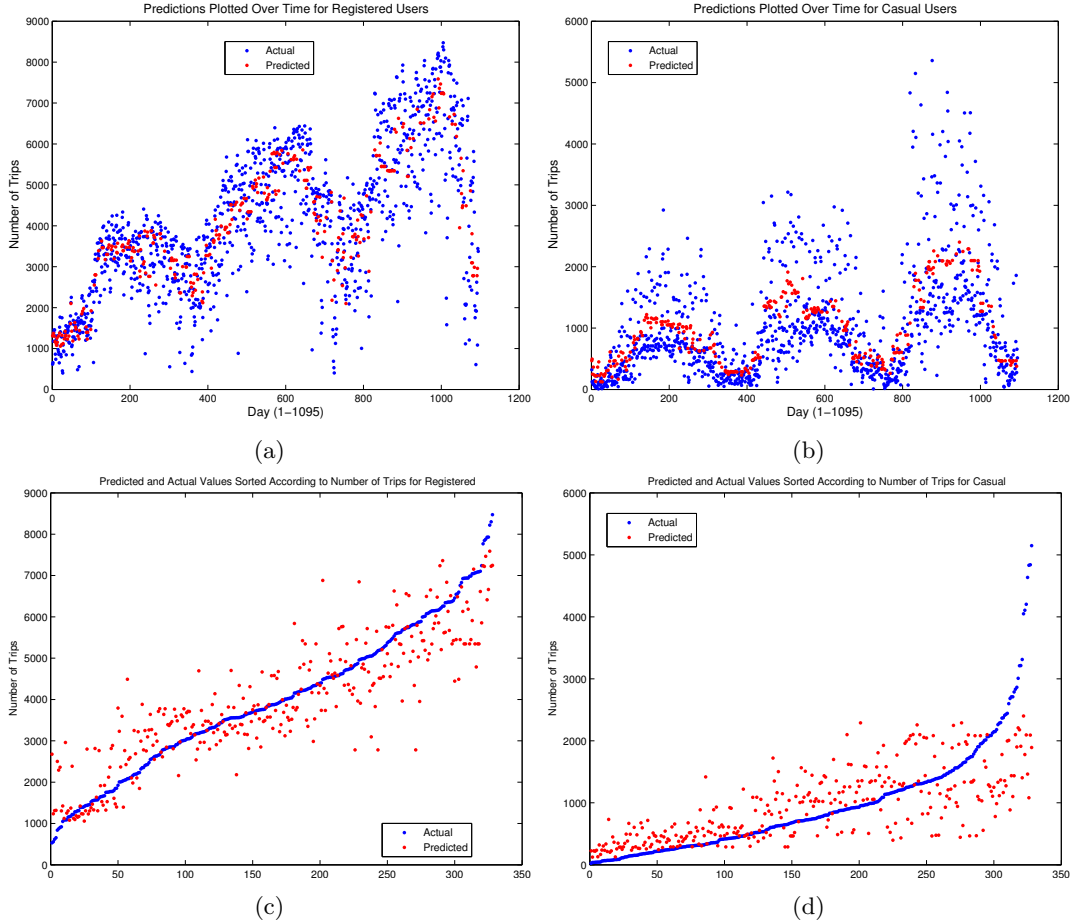 Predictions Plotted Over Time for Registered Users
9000
8000
7000
6000
5000
4000
3000
2000
1000
0
Number of Trips
Actual
Predicted
0 200 400 600 800 1000 1200
Day (1−1095)
(a)
Predictions Plotted Over Time for Casual Users
6000
5000
4000
3000
2000
1000
0
Number of Trips
Actual
Predicted
0 200 400 600 800 1000 1200
Day (1−1095)
(b)
Predicted and Actual Values Sorted According to Number of Trips for Registered
9000
8000
7000
6000
5000
4000
3000
2000
1000
0
Number of Trips
Actual
Predicted
0 50 100 150 200 250 300 350
(c)
Predicted and Actual Values Sorted According to Number of Trips for Casual
6000
5000
4000
3000
2000
1000
0
Number of Trips
Actual
Predicted
0 50 100 150 200 250 300 350
(d)